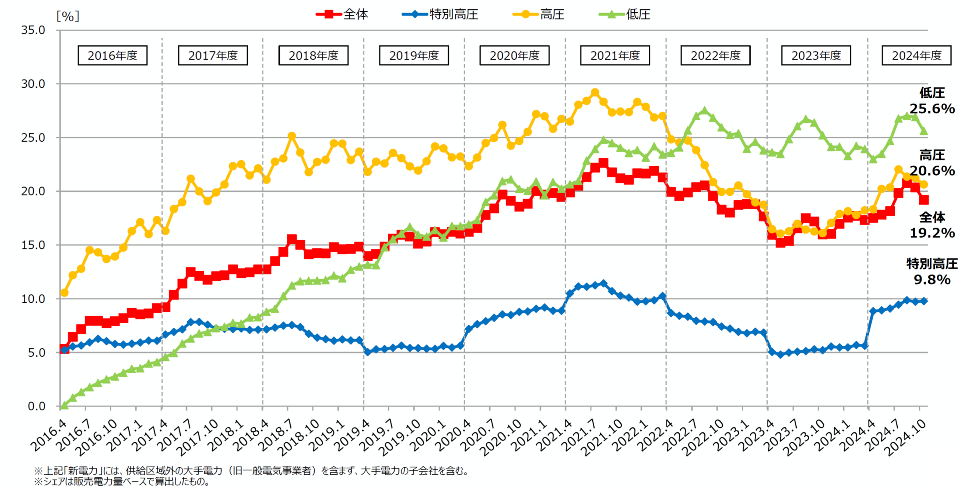 [%]
全体 特別高圧 高圧 低圧
35.0
30.0
25.0
20.0
15.0
10.0
5.0
0.0
2016年度 2017年度 2018年度 2019年度 2020年度 2021年度 2022年度 2023年度 2024年度
低圧
25.6%
高圧
20.6%
全体
19.2%
特別高圧
9.8%
2016.4 2016.7 2016.10 2017.1 2017.4 2017.7 2017.10 2018.1 2018.4 2018.7 2018.10 2019.1 2019.4 2019.7 2019.10 2020.1 2020.4 2020.7 2020.10 2021.1 2021.4 2021.7 2021.10 2022.1 2022.4 2022.7 2022.10 2023.1 2023.4 2023.7 2023.10 2024.1 2024.4 2024.7 2024.10
※上記「新電力」には、供給区域外の大手電力（旧一般電気事業者）を含まず、大手電力の子会社を含む。
※シェアは販売電力量ベースで算出したもの。